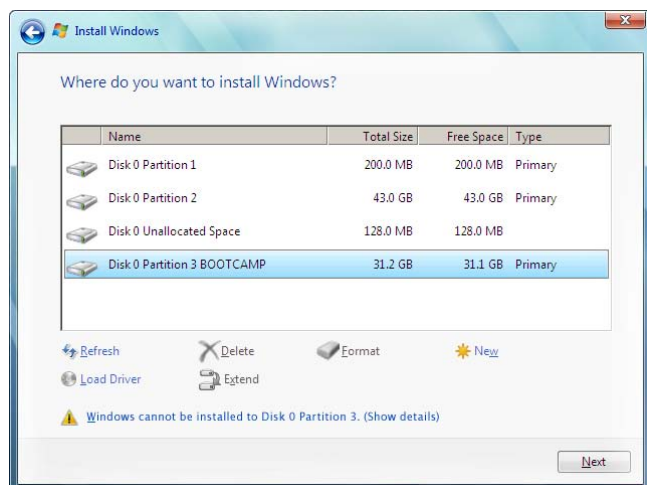 Install Windows
Where do you want to install Windows?
Name Total Size Free Space Type
Disk 0 Partition 1 200.0 MB 200.0 MB Primary
Disk 0 Partition 2 43.0 GB 43.0 GB Primary
Disk 0 Unallocated Space 128.0 MB 128.0 MB
Disk 0 Partition 3 BOOTCAMP 31.2 GB 31.1 GB Primary
Refresh Delete Format New
Load Driver Extend
Windows cannot be installed to Disk 0 Partition 3. (Show details)
Next